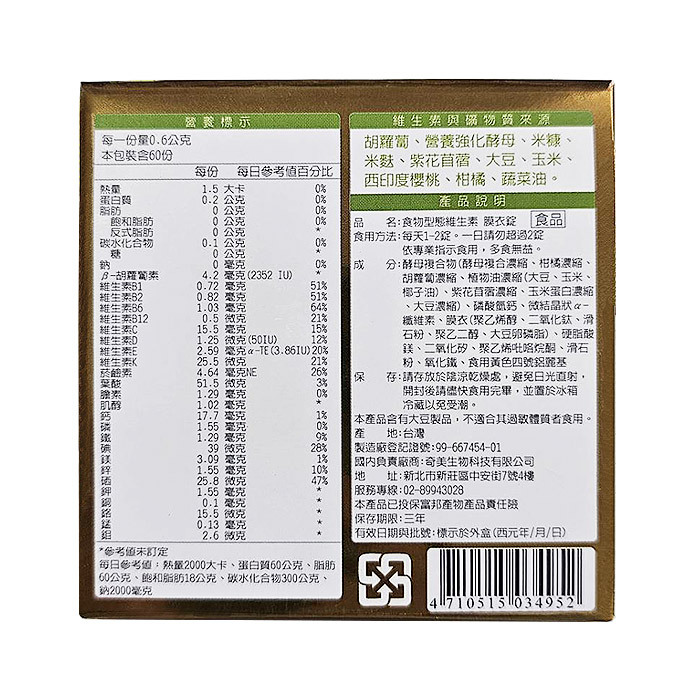 營養標示
每一份量0.6公克
本包裝含60份
每份 每日參考值百分比
熱量 1.5 大卡 0%
蛋白質 0.2 公克 0%
脂肪 0 公克 0%
飽和脂肪 0 公克 0%
反式脂肪 0 公克 *
碳水化合物 0.1 公克 0%
糖 0 公克 *
鈉 0 毫克 0%
β-胡蘿蔔素 4.2 毫克(2352 IU) *
維生素B1 0.72 毫克 51%
維生素B2 0.82 毫克 51%
維生素B6 1.03 毫克 64%
維生素B12 0.5 微克 21%
維生素C 15.5 毫克 15%
維生素D 1.25 微克(50IU) 12%
維生素E 2.59 毫克α-TE(3.86IU)20%
維生素K 25.5 微克 21%
菸鹼素 4.64 毫克NE 26%
葉酸 51.5 微克 3%
膽素 1.29 毫克 0%
肌醇 1.02 毫克 *
鈣 17.7 毫克 1%
磷 1.55 毫克 0%
鐵 1.29 毫克 9%
碘 39 微克 28%
鎂 3.09 毫克 1%
鋅 1.55 毫克 10%
硒 25.8 微克 47%
鉀 1.55 毫克 *
銅 0.1 毫克 *
鉻 15.5 微克 *
錳 0.13 毫克 *
鉬 2.6 微克 *
*參考值未訂定
每日參考值：熱量2000大卡、蛋白質60公克、脂肪
60公克、飽和脂肪18公克、碳水化合物300公克、
鈉2000毫克
維生素與礦物質來源
胡蘿蔔、營養強化酵母、米糠、
米麩、紫花苜蓿、大豆、玉米、
西印度櫻桃、柑橘、蔬菜油。
產品說明
品 名:食物型態維生素 膜衣錠 食品
食用方法:每天1-2錠。一日請勿超過2錠
依專業指示食用，多食無益。
成 分:酵母複合物(酵母複合濃縮、柑橘濃縮、
胡蘿蔔濃縮、植物油濃縮(大豆、玉米、
椰子油)、紫花苜蓿濃縮、玉米蛋白濃縮
、大豆濃縮)、磷酸氫鈣、微結晶狀α-
纖維素、膜衣(聚乙烯醇、二氧化鈦、滑
石粉、聚乙二醇、大豆卵磷脂)、硬脂酸
鎂、二氧化矽、聚乙烯吡咯烷酮、滑石
粉、氧化鐵、食用黃色四號鋁麗基
保 存:請存放於陰涼乾燥處，避免日光直射，
開封後請儘快食用完畢，並置於冰箱
冷藏以免受潮。
本產品含有大豆製品，不適合其過敏體質者食用。
產 地:台灣
製造廠登記證號:99-667454-01
國內負責廠商:奇美生物科技有限公司
地 址:新北市新莊區中安街7號4樓
服務專線:02-89943028
本產品已投保富邦產物產品責任險
保存期限:三年
有效日期與批號:標示於外盒(西元年/月/日)
4 710515 034952